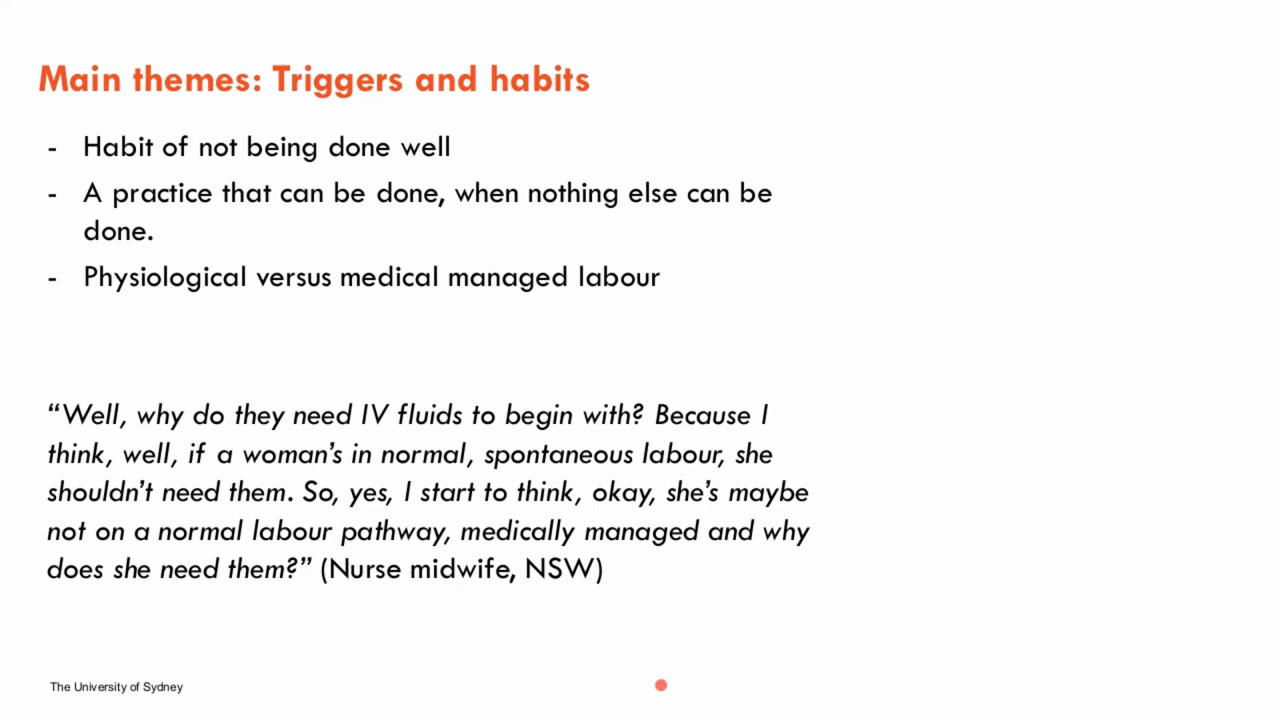 Main themes: Triggers and habits
- Habit of not being done well
- A practice that can be done, when nothing else can be
done.
- Physiological versus medical managed labour
“Well, why do they need IV fluids to begin with? Because I
think, well, if a woman’s in normal, spontaneous labour, she
shouldn’t need them. So, yes, I start to think, okay, she’s maybe
not on a normal labour pathway, medically managed and why
does she need them?” (Nurse midwife, NSW)
The University of Sydney